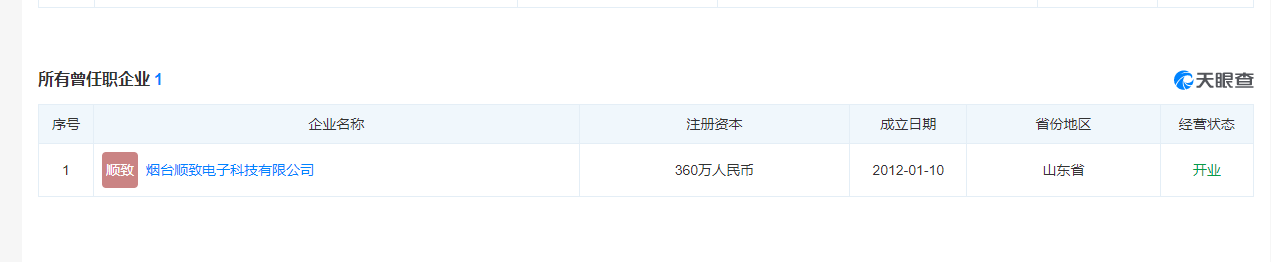 所有曾任职企业 1
天眼查
序号 企业名称 注册资本 成立日期 省份地区 经营状态
1 顺致 烟台顺致电子科技有限公司 360万人民币 2012-01-10 山东省 开业